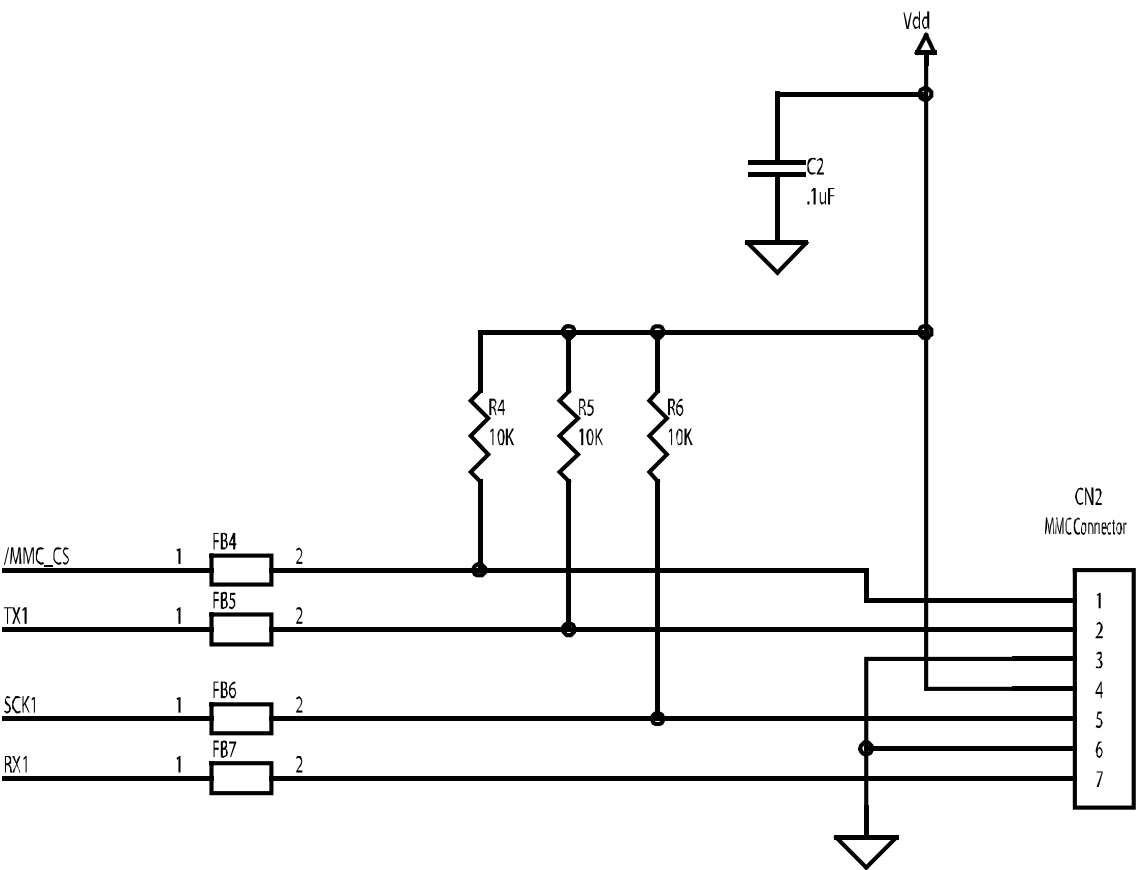 Vdd
C2
.1uF
R4
10K
R5
10K
R6
10K
CN2
MMCConnector
/MMC_CS
1
FB4
2
TX1
1
FB5
2
SCK1
1
FB6
2
RX1
1
FB7
2
1
2
3
4
5
6
7